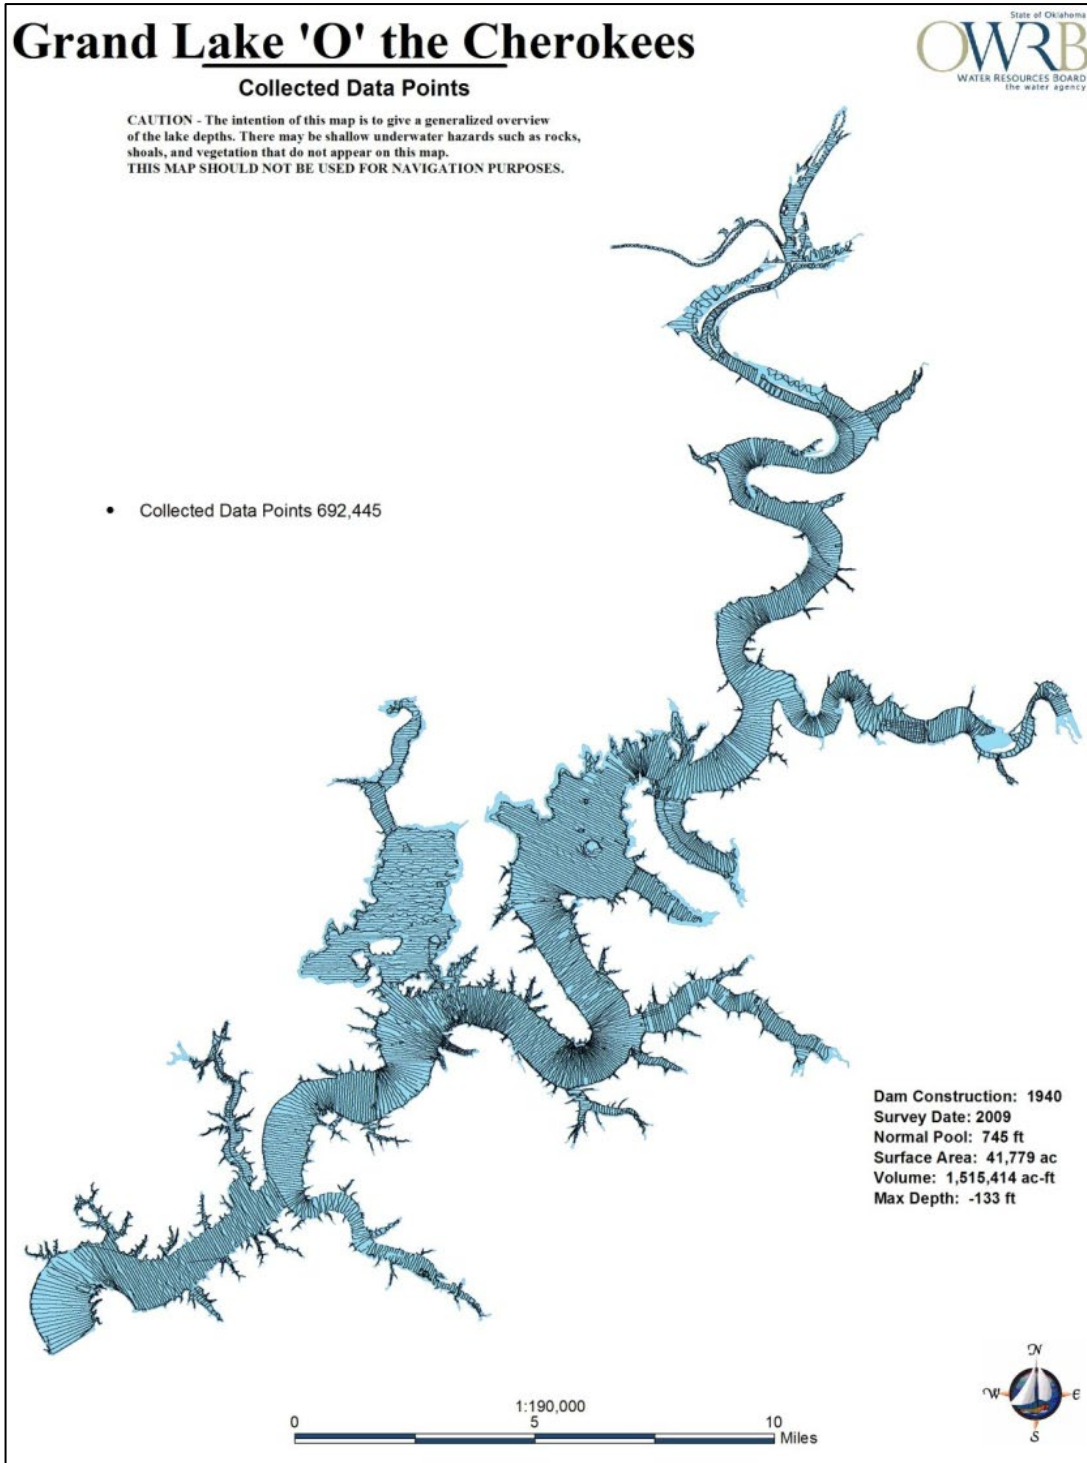 Grand Lake 'O' the Cherokees
State of Oklahoma
OWRB
WATER RESOURCES BOARD
the water agency
Collected Data Points
CAUTION - The intention of this map is to give a generalized overview
of the lake depths. There may be shallow underwater hazards such as rocks,
shoals, and vegetation that do not appear on this map.
THIS MAP SHOULD NOT BE USED FOR NAVIGATION PURPOSES.
• Collected Data Points 692,445
Dam Construction: 1940
Survey Date: 2009
Normal Pool: 745 ft
Surface Area: 41,779 ac
Volume: 1,515,414 ac-ft
Max Depth: -133 ft
N
W E
S
1:190,000
0 5 10
Miles